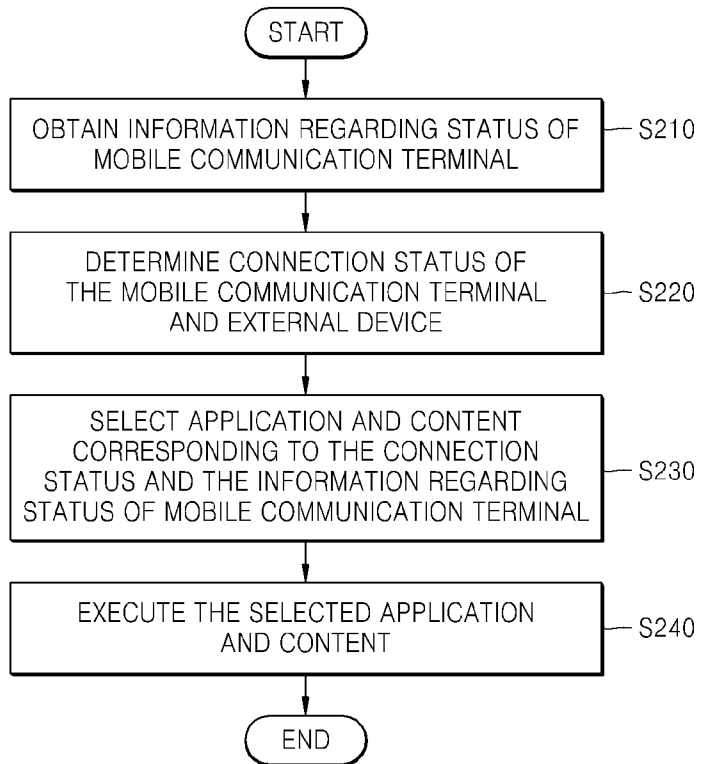 START
OBTAIN INFORMATION REGARDING STATUS OF
MOBILE COMMUNICATION TERMINAL
S210
DETERMINE CONNECTION STATUS OF
THE MOBILE COMMUNICATION TERMINAL
AND EXTERNAL DEVICE
S220
SELECT APPLICATION AND CONTENT
CORRESPONDING TO THE CONNECTION
STATUS AND THE INFORMATION REGARDING
STATUS OF MOBILE COMMUNICATION TERMINAL
S230
EXECUTE THE SELECTED APPLICATION
AND CONTENT
S240
END